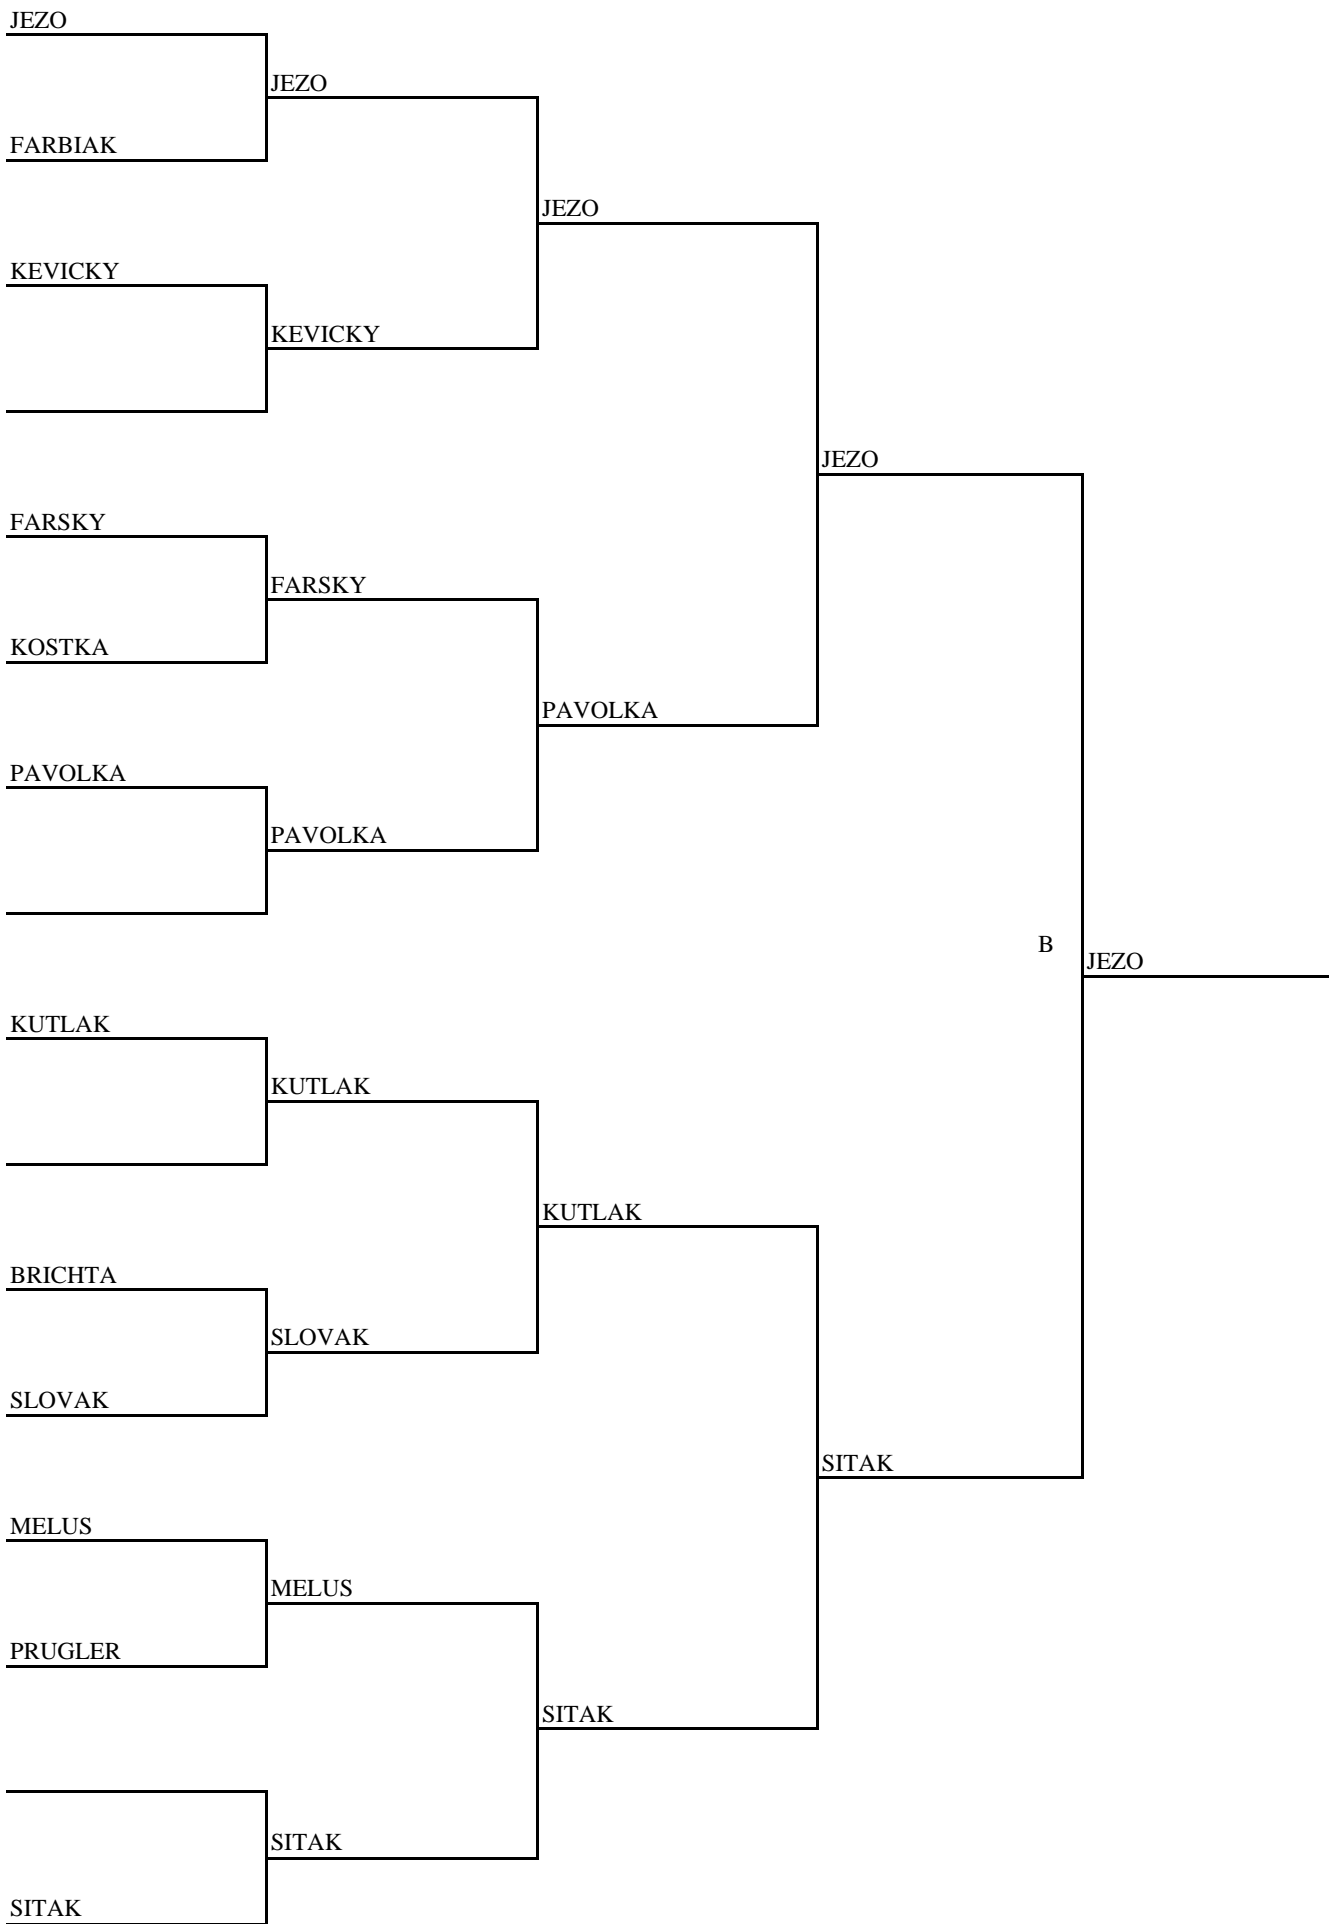 JEZO
JEZO
FARBIAK
JEZO
KEVICKY
KEVICKY
JEZO
FARSKY
FARSKY
KOSTKA
PAVOLKA
PAVOLKA
PAVOLKA
B
JEZO
KUTLAK
KUTLAK
KUTLAK
BRICHTA
SLOVAK
SLOVAK
SITAK
MELUS
MELUS
PRUGLER
SITAK
SITAK
SITAK